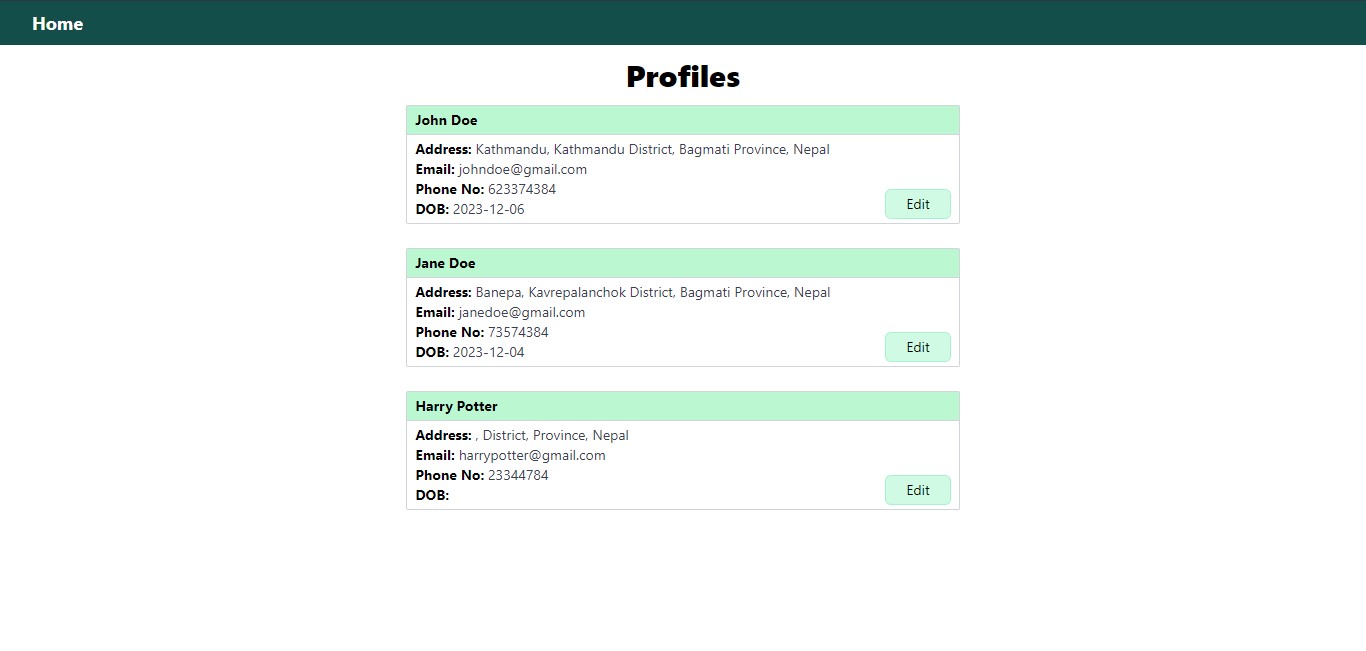 Home
Profiles
John Doe
Address: Kathmandu, Kathmandu District, Bagmati Province, Nepal
Email: johndoe@gmail.com
Phone No: 623374384
DOB: 2023-12-06
Edit
Jane Doe
Address: Banepa, Kavrepalanchok District, Bagmati Province, Nepal
Email: janedoe@gmail.com
Phone No: 73574384
DOB: 2023-12-04
Edit
Harry Potter
Address: , District, Province, Nepal
Email: harrypotter@gmail.com
Phone No: 23344784
DOB:
Edit